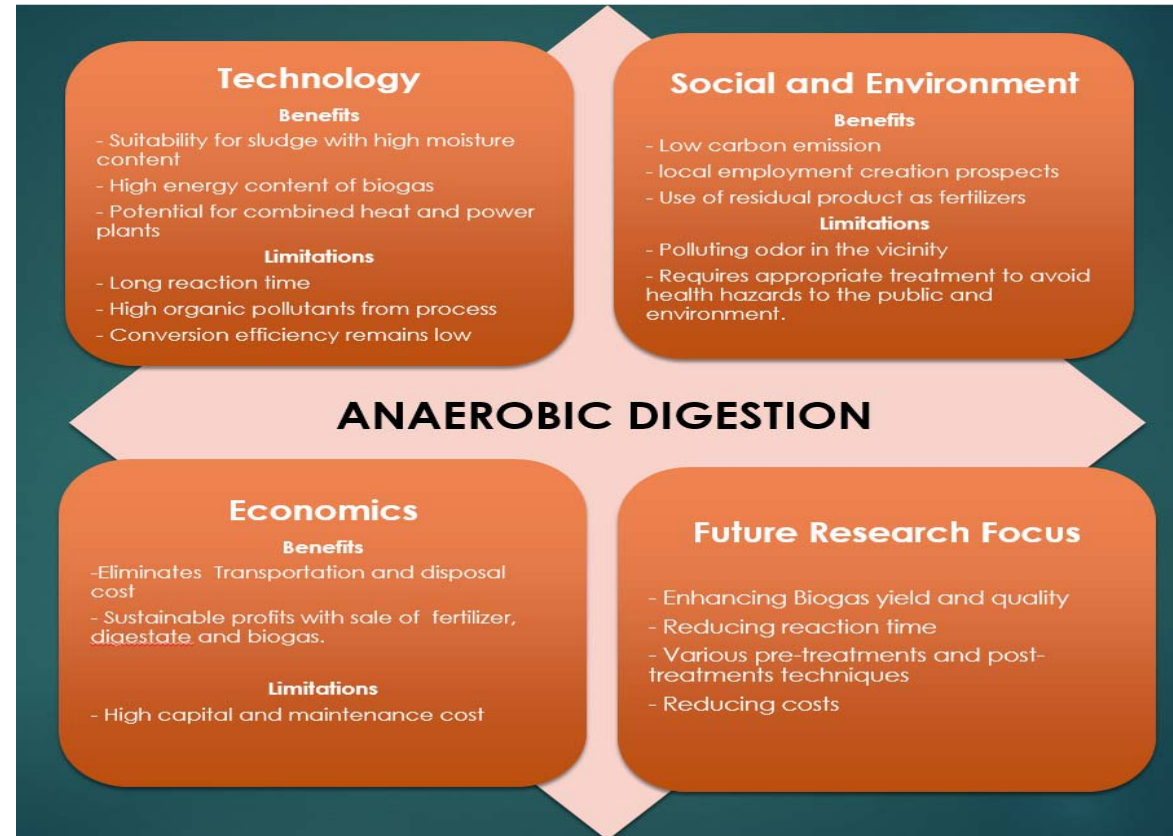 Technology
Benefits
- Suitability for sludge with high moisture
content
- High energy content of biogas
- Potential for combined heat and power
plants
Limitations
- Long reaction time
- High organic pollutants from process
- Conversion efficiency remains low
Social and Environment
Benefits
- Low carbon emission
- local employment creation prospects
- Use of residual product as fertilizers
Limitations
- Polluting odor in the vicinity
- Requires appropriate treatment to avoid
health hazards to the public and
environment.
ANAEROBIC DIGESTION
Economics
Benefits
-Eliminates Transportation and disposal
cost
- Sustainable profits with sale of fertilizer,
digestate and biogas.
Limitations
- High capital and maintenance cost
Future Research Focus
- Enhancing Biogas yield and quality
- Reducing reaction time
- Various pre-treatments and post-
treatments techniques
- Reducing costs